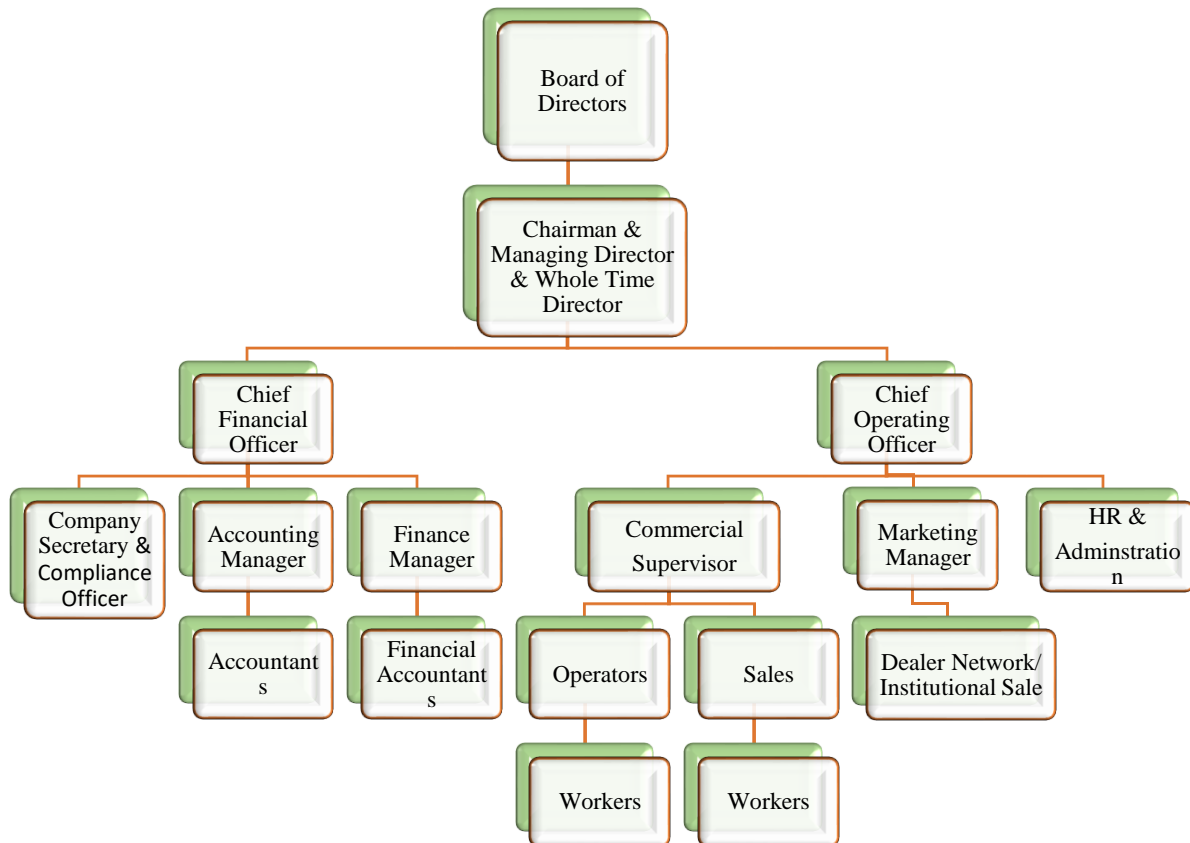 Board of
Directors
Chairman &
Managing Director
& Whole Time
Director
Chief
Financial
Officer
Chief
Operating
Officer
Company
Secretary &
Compliance
Officer
Accounting
Manager
Finance
Manager
Commercial
Supervisor
Marketing
Manager
HR &
Adminstratio
n
Accountant
s
Financial
Accountant
s
Operators
Sales
Dealer Network/
Institutional Sale
Workers
Workers